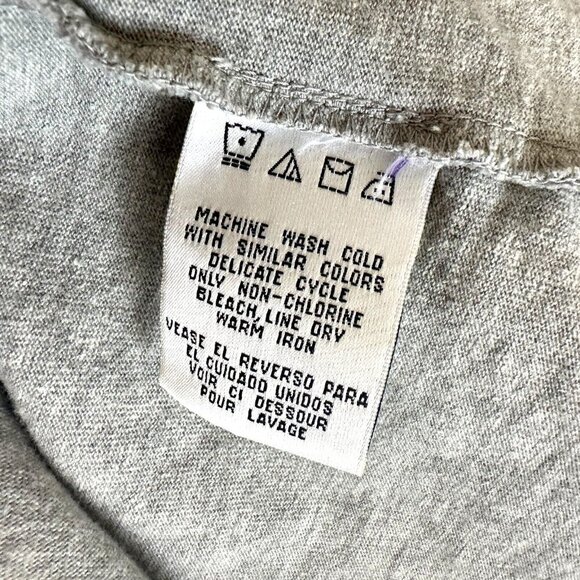 MACHINE WASH COLD
WITH SIMILAR COLORS
DELICATE CYCLE
ONLY NON-CHLORINE
BLEACH, LINE DRY
WARM IRON
VEASE EL REVERSO PARA
EL CUIDADO UNIDOS
VOIR CI DESSOUR
POUR LAVAGE